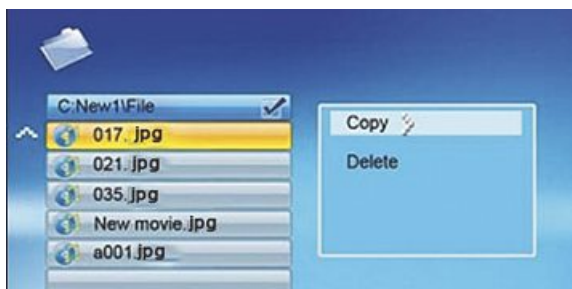 C:New1\File
017. jpg
021. jpg
035. jpg
New movie. jpg
a001. jpg
Copy
Delete